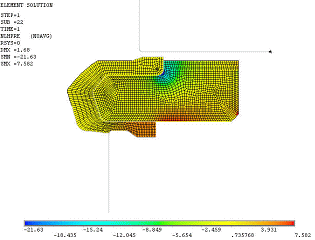 ELEMENT SOLUTION
STEP=1
SUB =22
TIME=1
NLHPRE (NOAVG)
RSYS=0
DMX =1.68
SMN =-21.63
SMX =7.582
-21.63 -15.24 -8.849 -2.459 3.931
-18.435 -12.045 -5.654 .735768 7.582